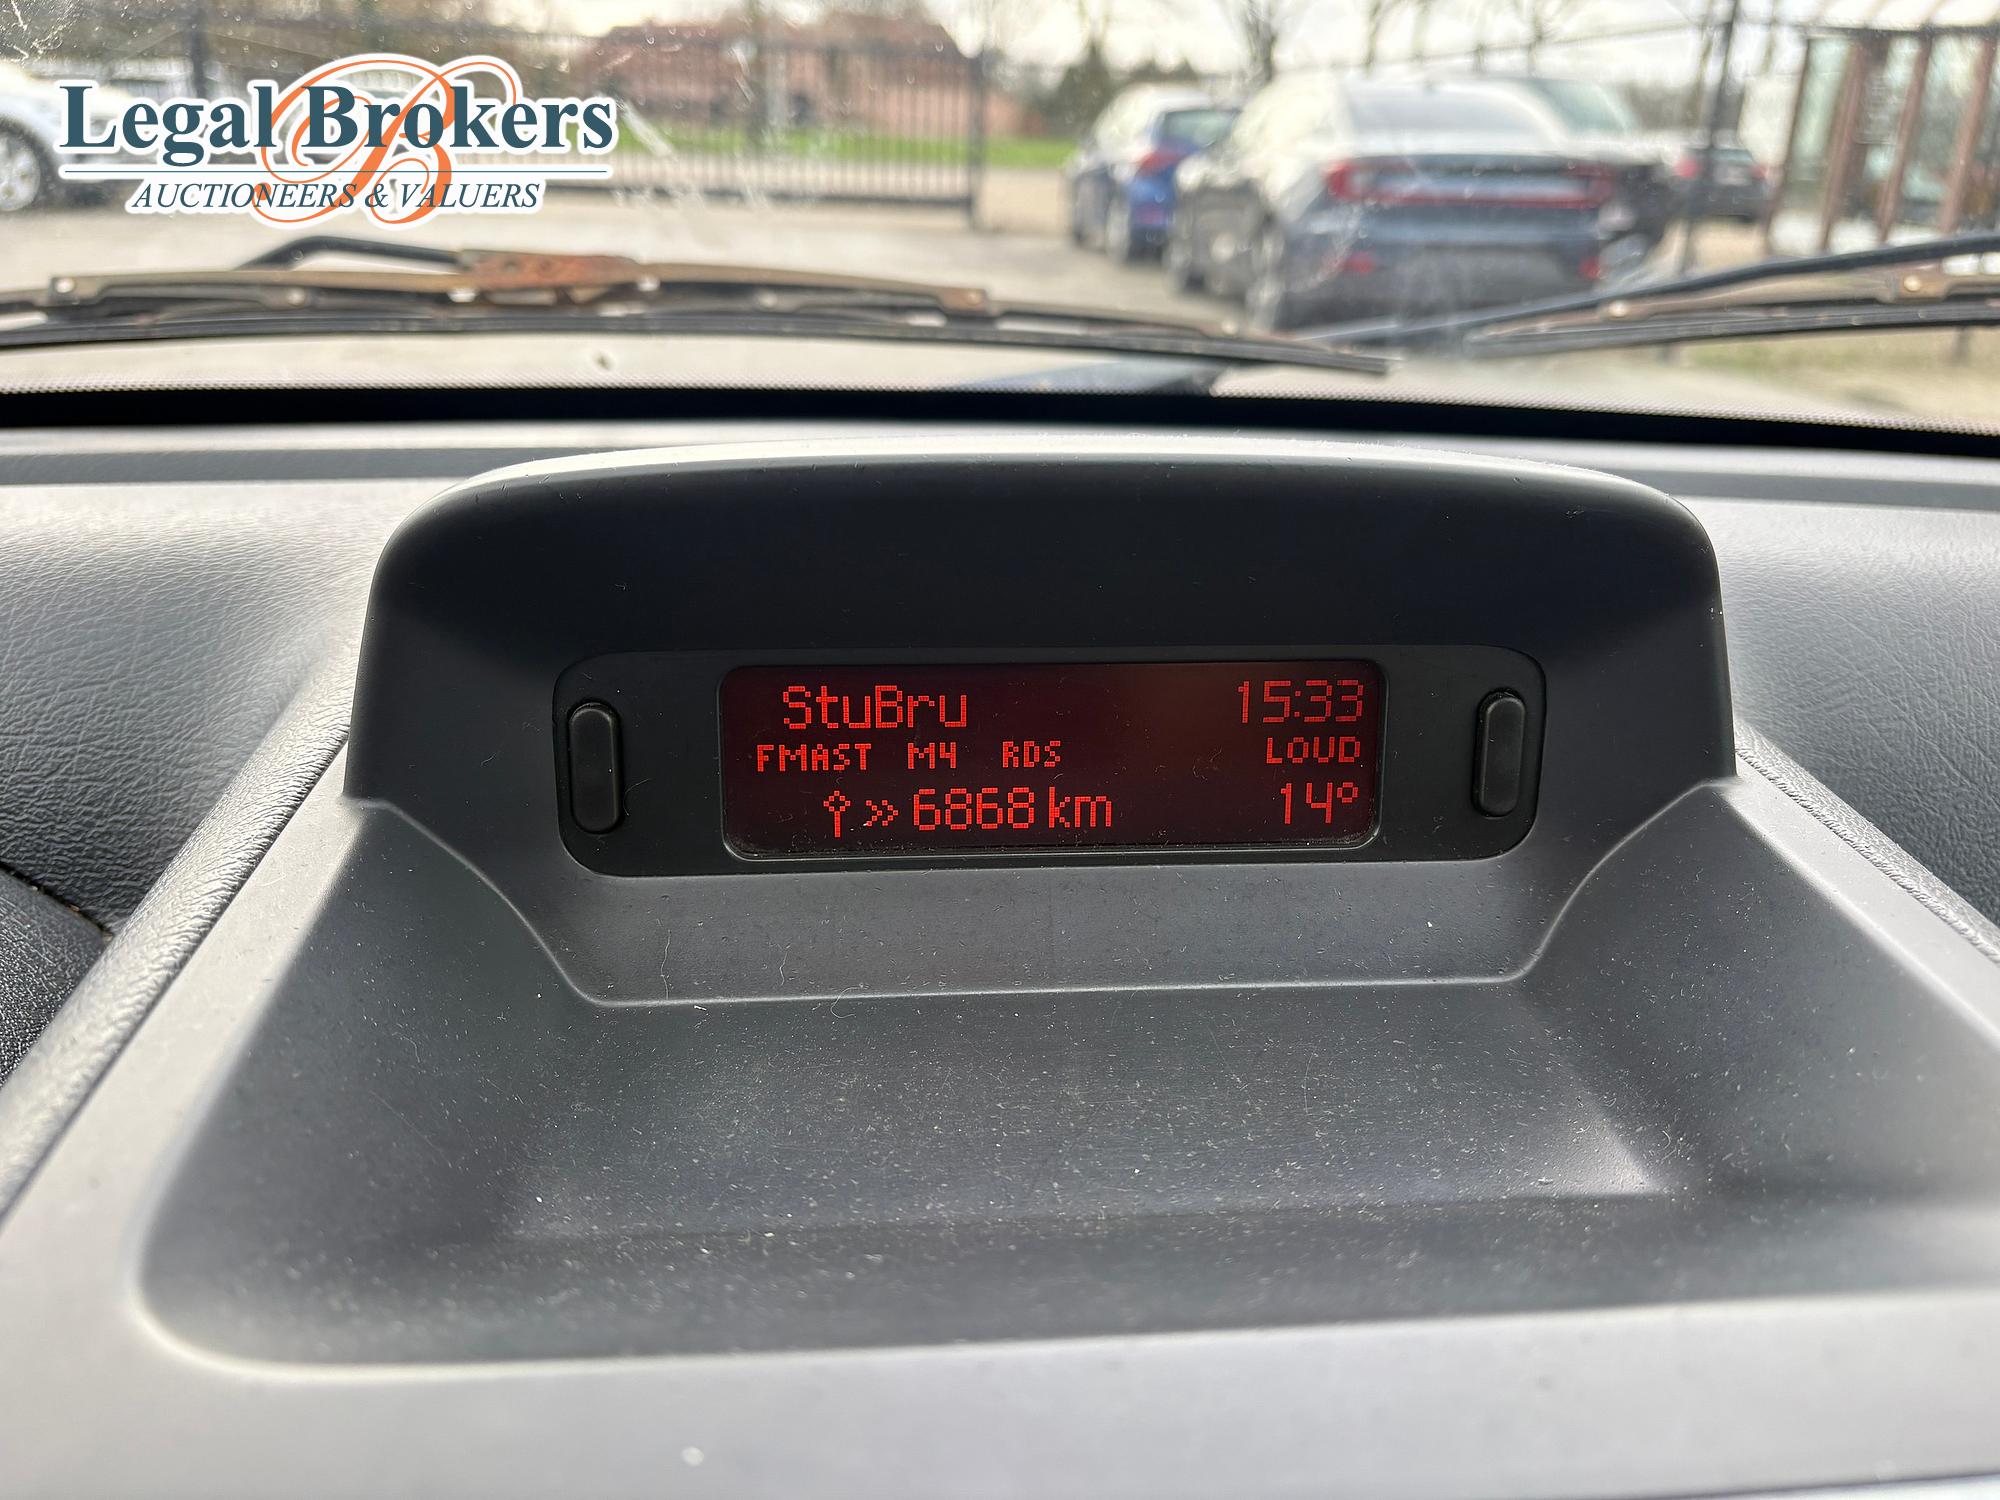 Legal Brokers
AUCTIONEERS & VALUERS
StuBru 15:33
FMAST M4 RDS LOUD
»6868 km 14°